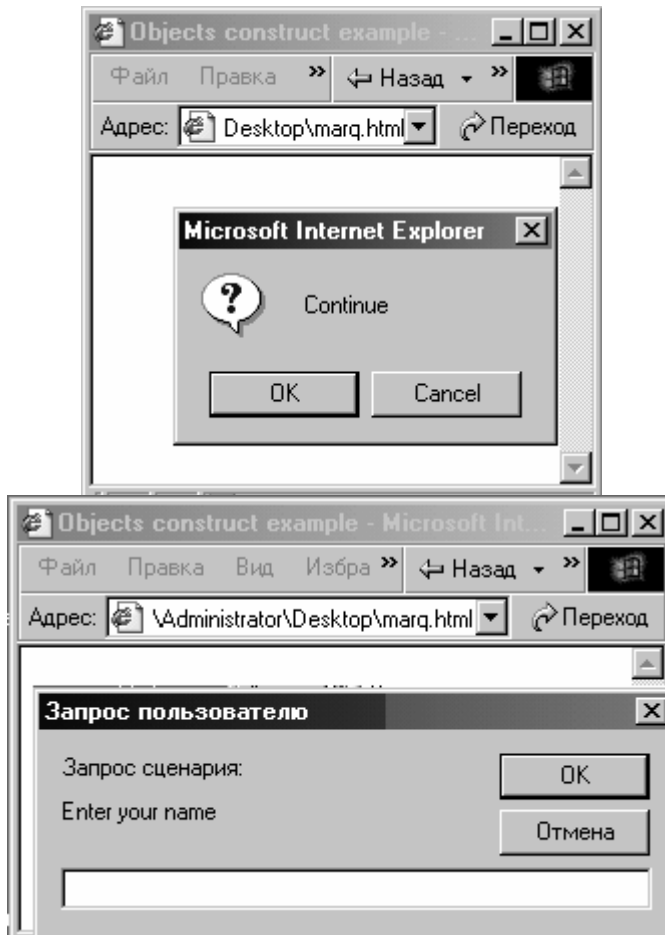 Objects construct example - ...
Файл Правка » Назад »
Адрес: Desktop\marq.html Переход
Microsoft Internet Explorer
?
Continue
OK Cancel
Objects construct example - Microsoft Int...
Файл Правка Вид Избра » Назад »
Адрес: \Administrator\Desktop\marq.html Переход
Запрос пользователю
Запрос сценария:
OK
Enter your name
Отмена